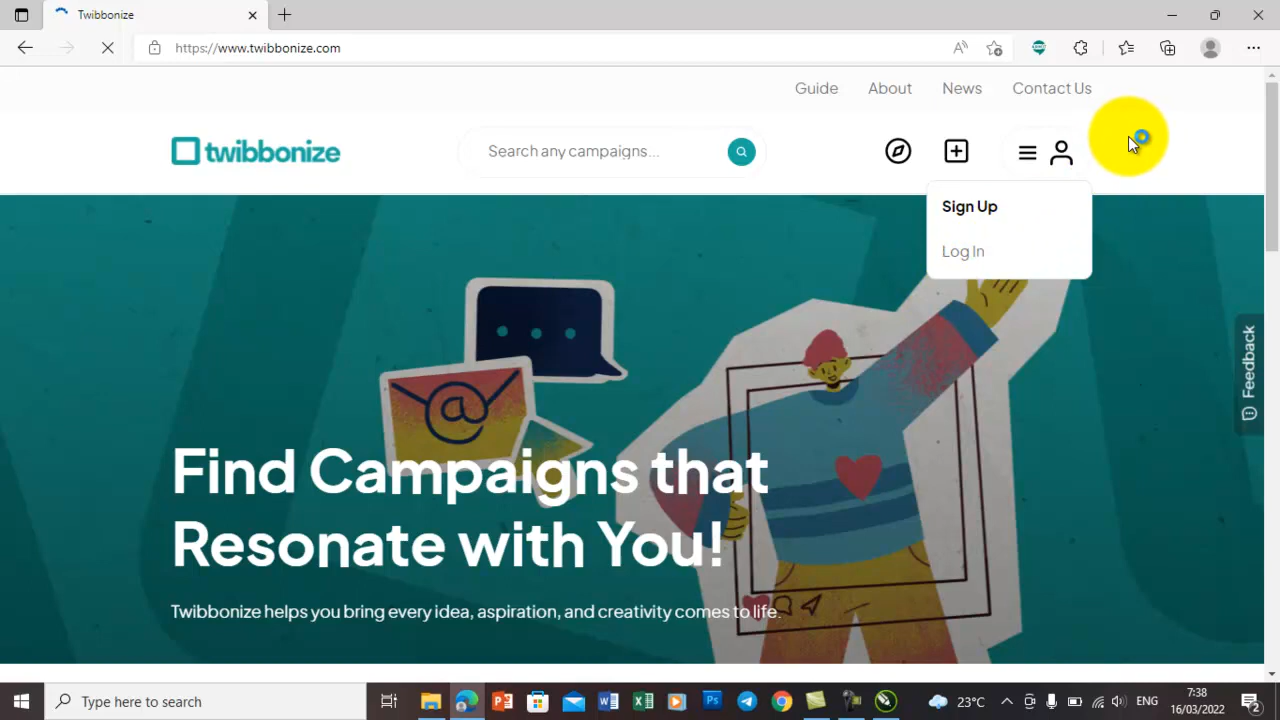 Twibbonize
https://www.twibbonize.com
Guide About News Contact Us
twibbonize
Search any campaigns...
Sign Up
Log In
Feedback
@
Find Campaigns that
Resonate with You!
Twibbonize helps you bring every idea, aspiration, and creativity comes to life.
Type here to search
23°C
ENG
7:38
16/03/2022
2